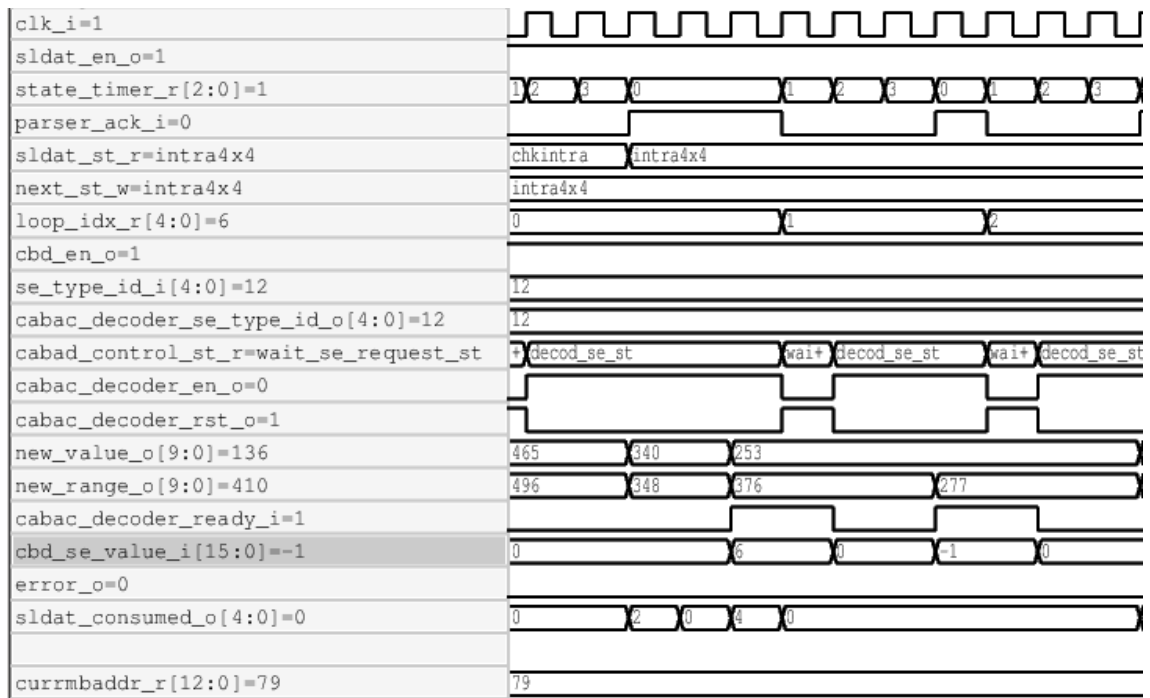 clk_i=1
sldat_en_o=1
state_timer_r[2:0]=1 1 2 3 0 1 2 3 0 1 2 3
parser_ack_i=0
sldat_st_r=intra4x4 chkintra intra4x4
next_st_w=intra4x4 intra4x4
loop_idx_r[4:0]=6 0 1 2
cbd_en_o=1
se_type_id_i[4:0]=12 12
cabac_decoder_se_type_id_o[4:0]=12 12
cabad_control_st_r=wait_se_request_st + decod_se_st wai+ decod_se_st wai+ decod_se_st
cabac_decoder_en_o=0
cabac_decoder_rst_o=1
new_value_o[9:0]=136 465 340 253
new_range_o[9:0]=410 496 348 376 277
cabac_decoder_ready_i=1
cbd_se_value_i[15:0]=-1 0 6 0 -1 0
error_o=0
sldat_consumed_o[4:0]=0 0 2 0 4 0
currmbaddr_r[12:0]=79 79